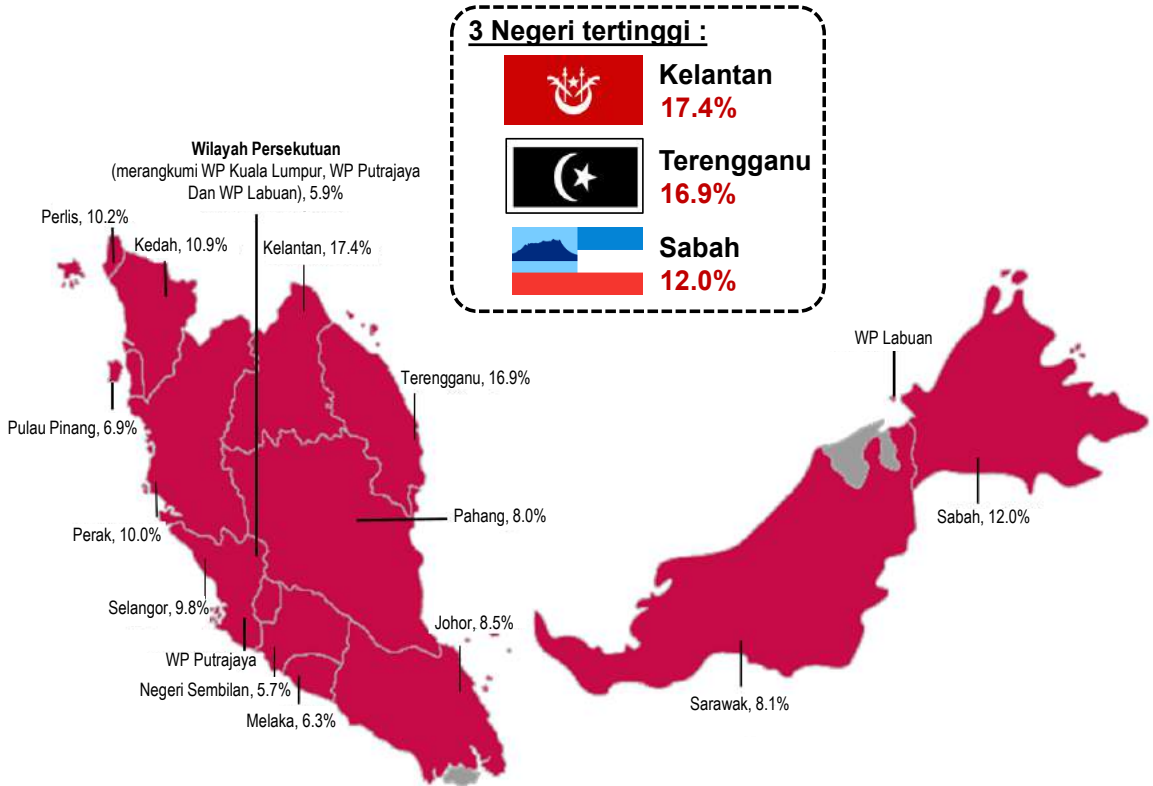 3 Negeri tertinggi :
Kelantan
17.4%
Terengganu
16.9%
Sabah
12.0%
Wilayah Persekutuan
(merangkumi WP Kuala Lumpur, WP Putrajaya
Dan WP Labuan), 5.9%
Perlis, 10.2%
Kedah, 10.9%
Kelantan, 17.4%
WP Labuan
Terengganu, 16.9%
Pulau Pinang, 6.9%
Pahang, 8.0%
Sabah, 12.0%
Perak, 10.0%
Selangor, 9.8%
Johor, 8.5%
WP Putrajaya
Negeri Sembilan, 5.7%
Sarawak, 8.1%
Melaka, 6.3%